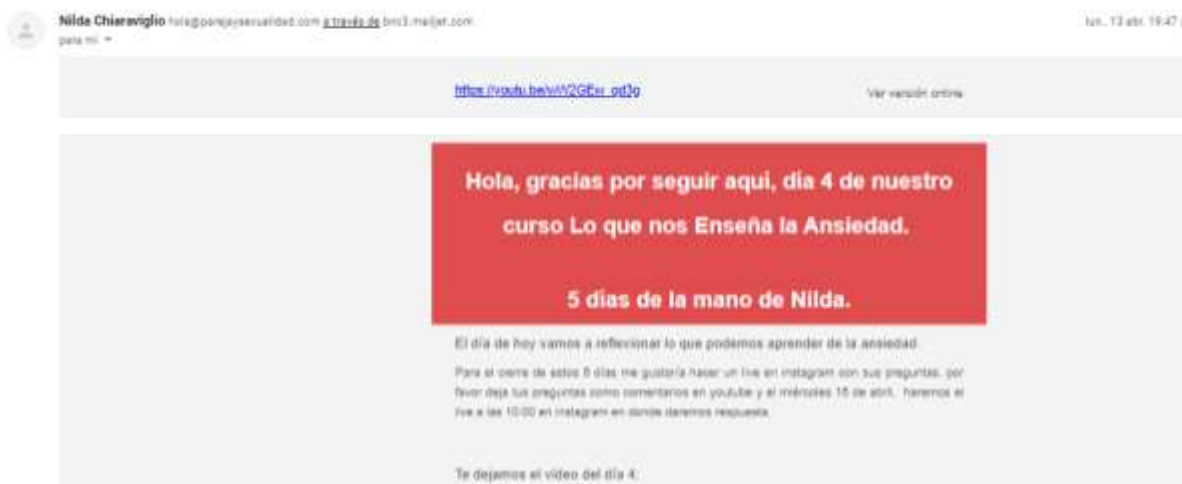 Nilda Chiaraviglio hola@parejaysexualidad.com a través de bnc3.mailjet.com
lun., 13 abr. 19:47
para mí
Ver versión online
Hola, gracias por seguir aqui, día 4 de nuestro
curso Lo que nos Enseña la Ansiedad.
5 días de la mano de Nilda.
El día de hoy vamos a reflexionar lo que podemos aprender de la ansiedad.
Para el cierre de estos 5 días me gustaría hacer un live en instagram con sus preguntas, por
favor deja tus preguntas como comentarios en youtube y el miércoles 15 de abril, haremos el
live a las 10:00 en instagram en donde daremos respuesta.
Te dejamos el video del día 4: